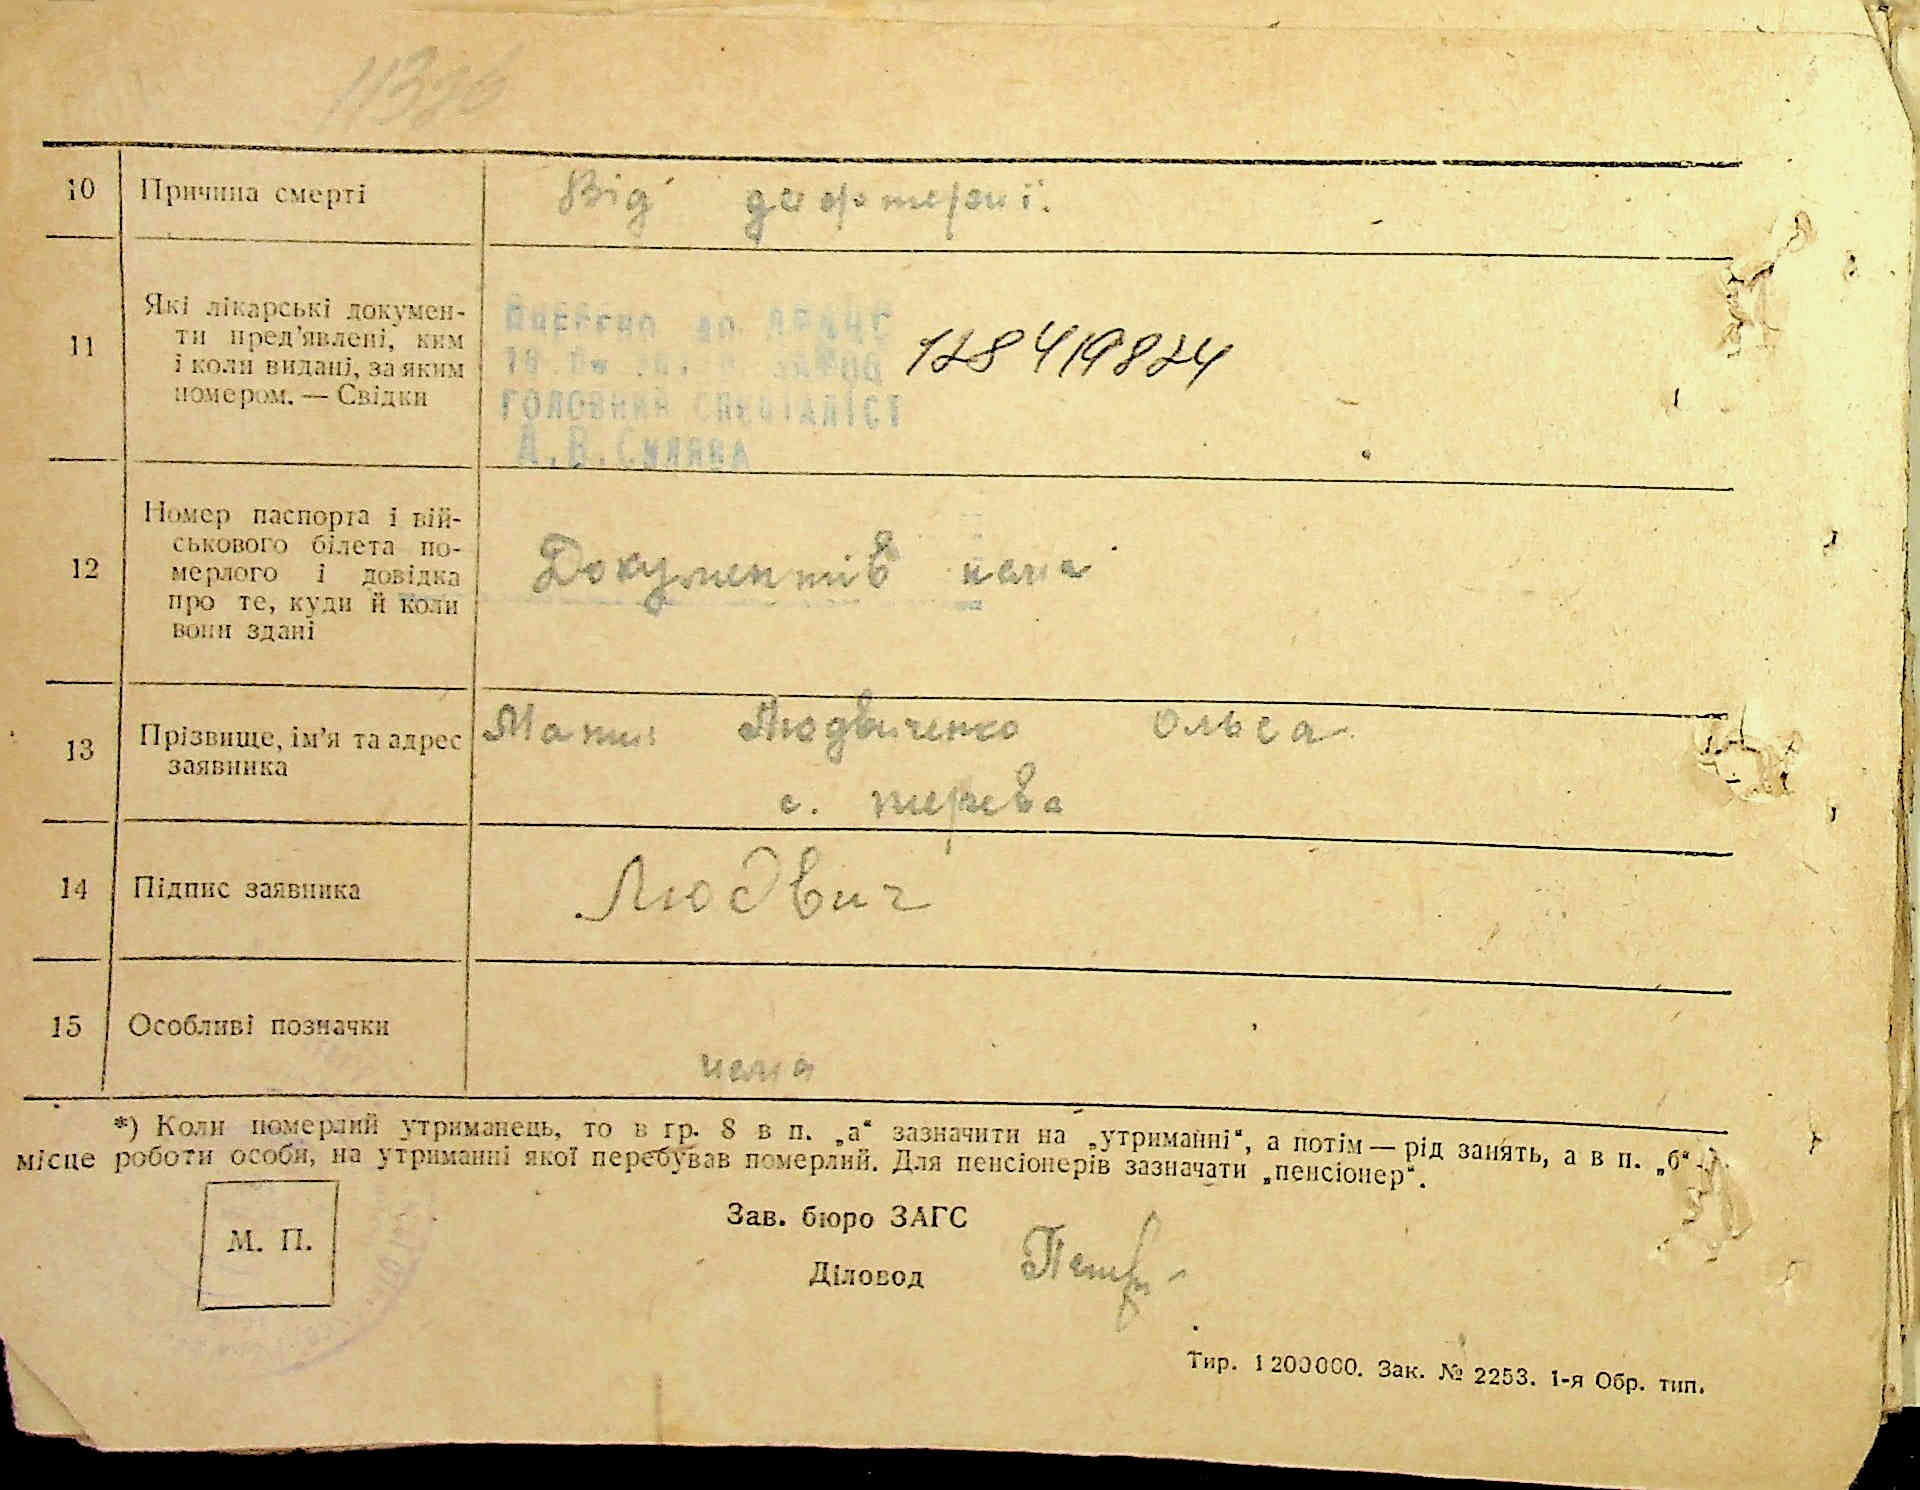 10 Причина смерті Від дефтерії.
11 Які лікарські докумен-
ти пред'явлені, ким
і коли видані, за яким
номером. — Свідки
Внесено до ДРАЦС
ГОЛОВНИЙ СПЕЦІАЛІСТ
128419824
12 Номер паспорта і вій-
ськового білета по-
мерлого і довідка
про те, куди й коли
вони здані
Документів нема
13 Прізвище, ім'я та адрес
заявника
Людвиченко Ольга
с.
14 Підпис заявника Людвич
15 Особливі позначки
нема
*) Коли померлий утриманець, то в гр. 8 в п. „а“ зазначити на „утриманні“, а потім — рід занять, а в п. „б“ —
місце роботи особи, на утриманні якої перебував померлий. Для пенсіонерів зазначати „пенсіонер“.
М. П.
Зав. бюро ЗАГС
Діловод
Тир. 1200000. Зак. № 2253. 1-я Обр. тип.